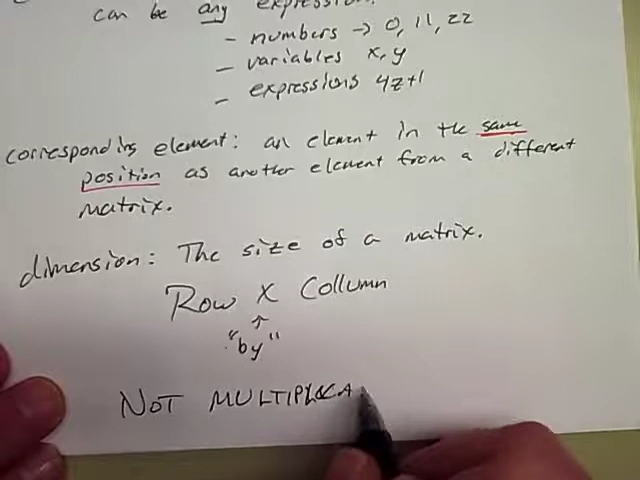 can be any expression.
- numbers → 0, 11, 22
- variables x, y
- expressions 4z+1
corresponding element: an element in the same
position as another element from a different
matrix.
dimension: The size of a matrix.
Row X Collumn
↑
"by"
NOT MULTIPLICA